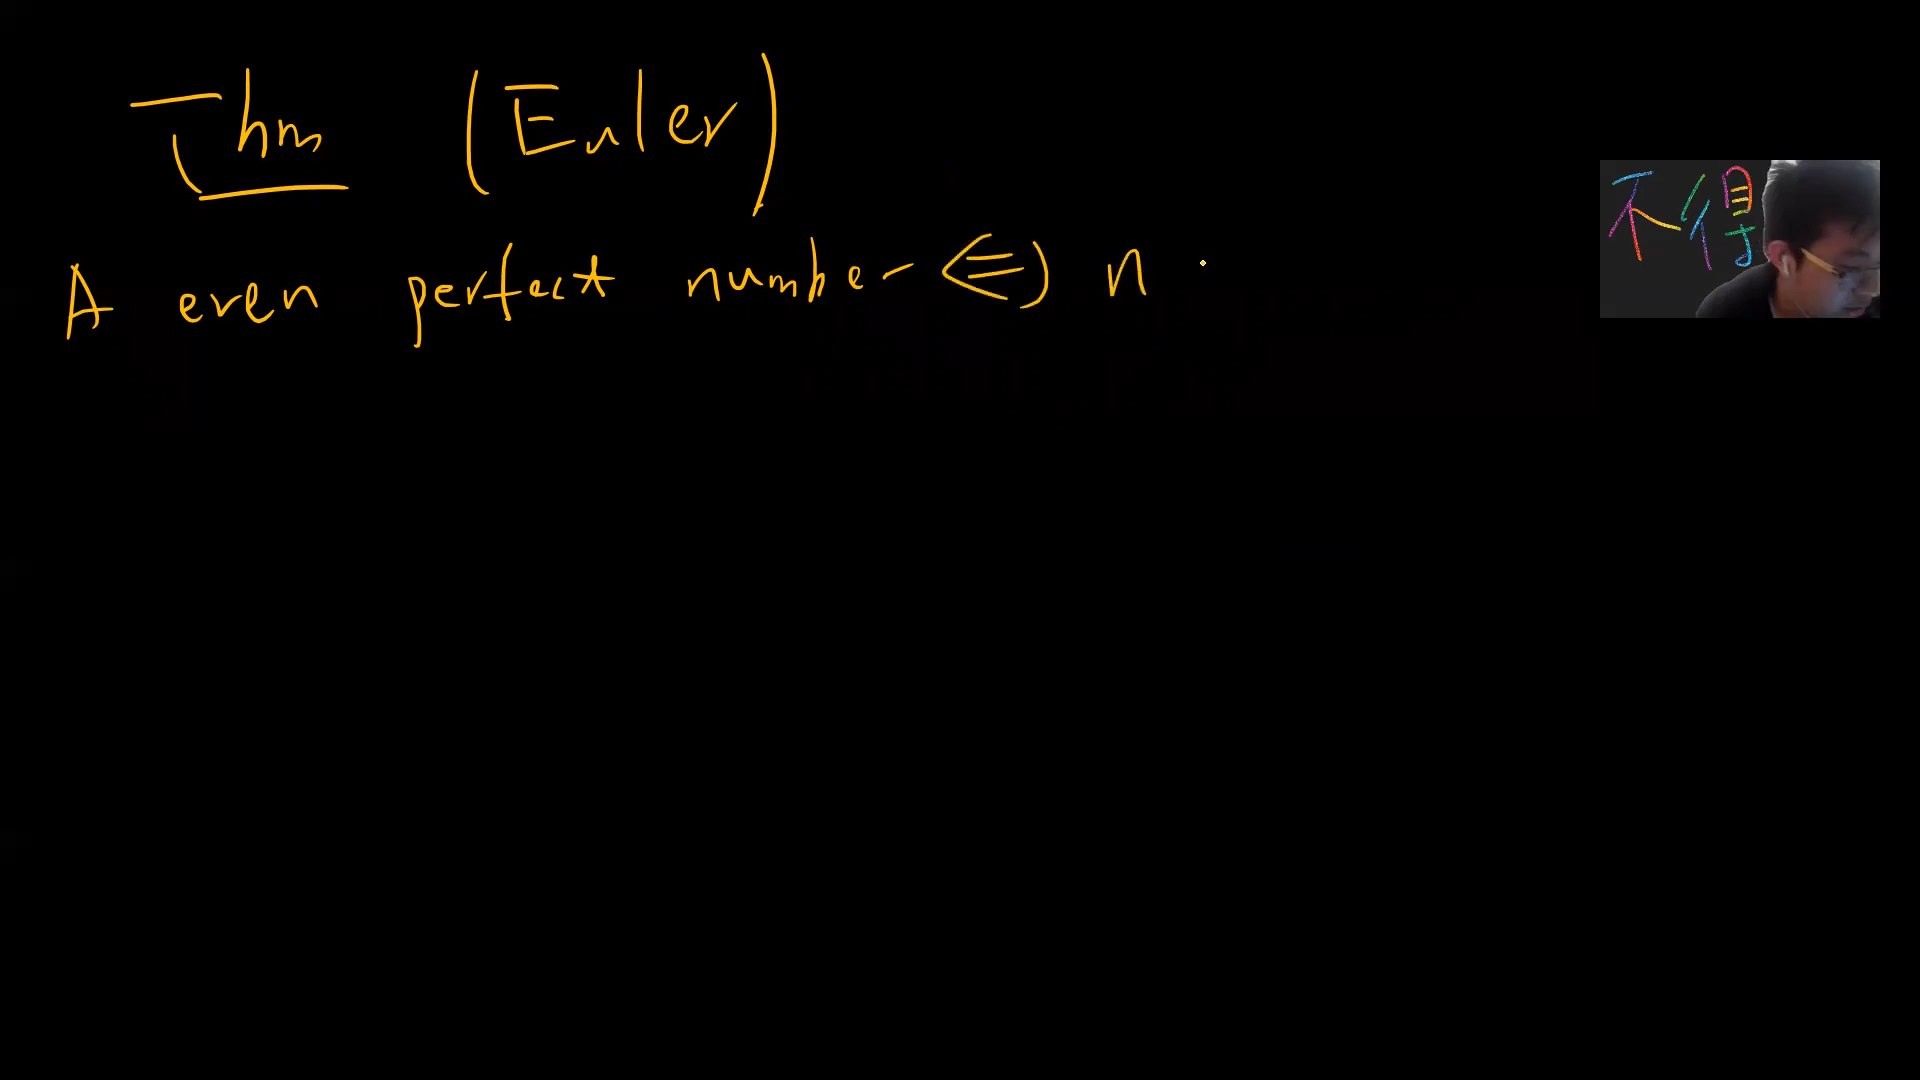 Thm (Euler)
A even perfect number <=> n
不得